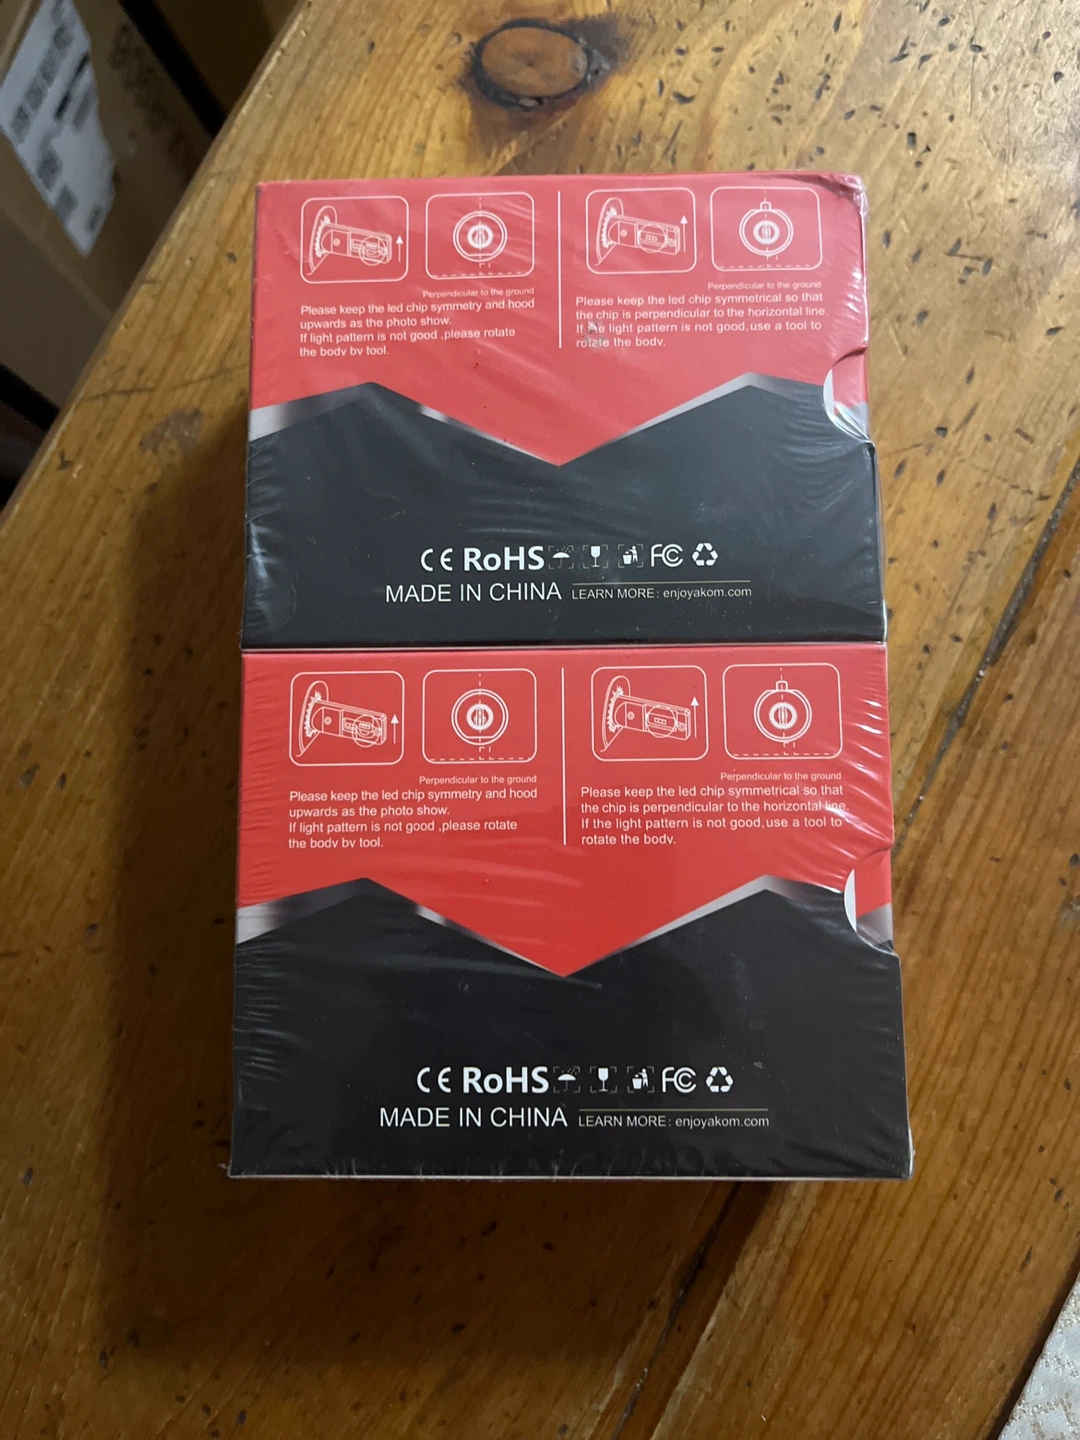 Perpendicular to the ground
Please keep the led chip symmetry and hood
upwards as the photo show.
If light pattern is not good ,please rotate
the body by tool.
Perpendicular to the ground
Please keep the led chip symmetrical so that
the chip is perpendicular to the horizontal line.
If the light pattern is not good,use a tool to
rotate the body.
CE RoHS FC
MADE IN CHINA LEARN MORE: enjoyakom.com
Perpendicular to the ground
Please keep the led chip symmetry and hood
upwards as the photo show.
If light pattern is not good ,please rotate
the body by tool.
Perpendicular to the ground
Please keep the led chip symmetrical so that
the chip is perpendicular to the horizontal line.
If the light pattern is not good,use a tool to
rotate the body.
CE RoHS FC
MADE IN CHINA LEARN MORE: enjoyakom.com